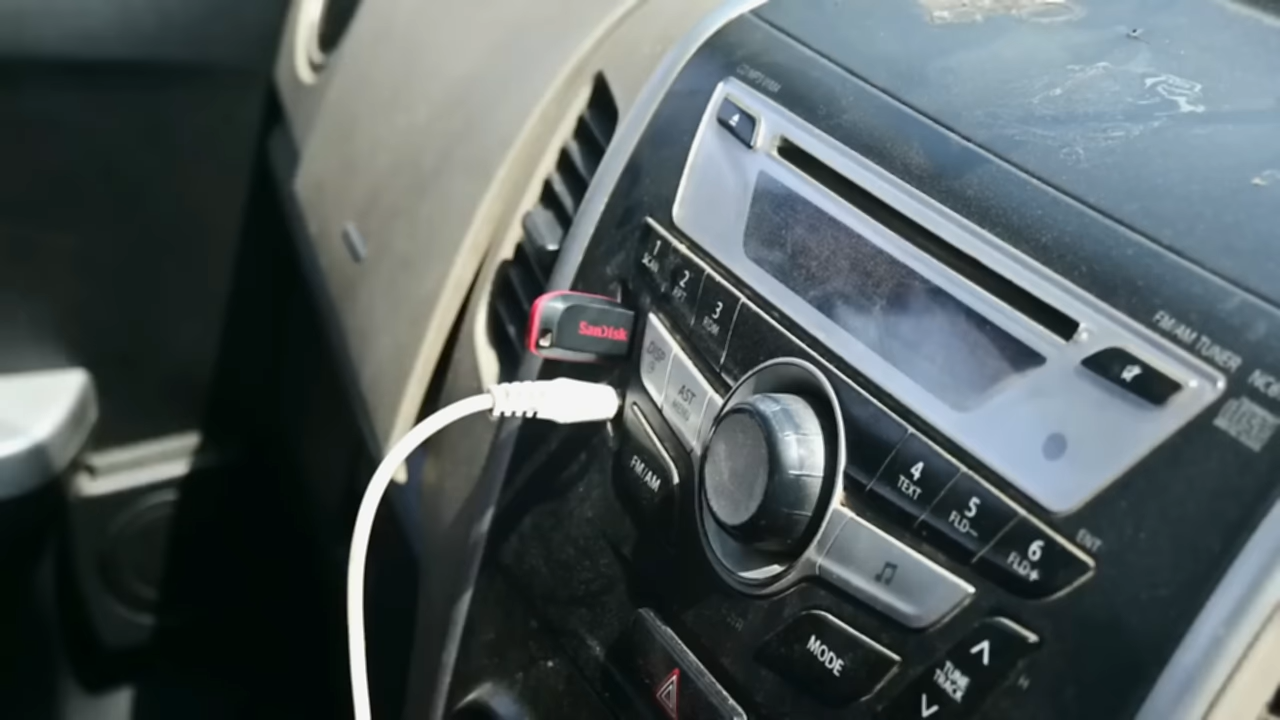 1
SCAN
2
RPT
3
RDM
FM/AM TUNER
SanDisk
DISP
AST
FM/AM
4
TEXT
5
FLD-
6
FLD+
ENT
MODE
TUNE
TRACK